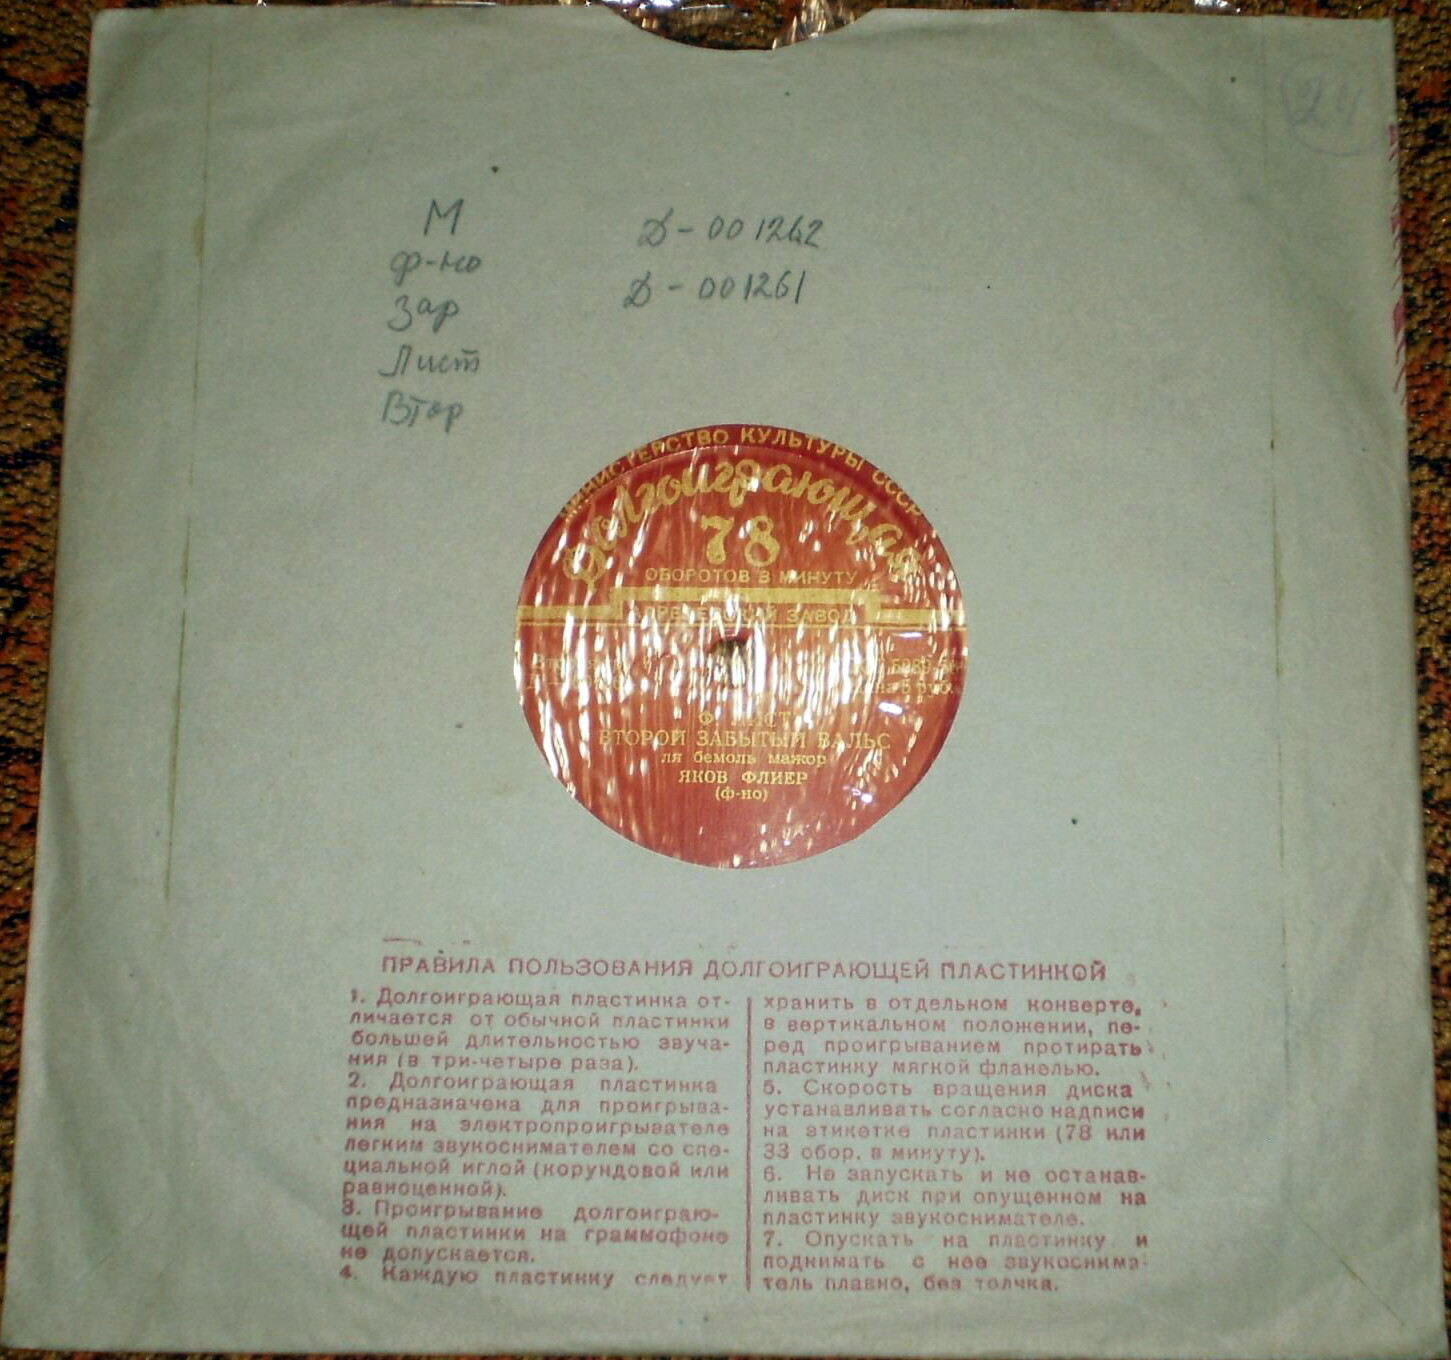 24
М
Д-001262
ф-но
Д-001261
Зар
Лист
Втор
МИНИСТЕРСТВО КУЛЬТУРЫ СССР
Долгоиграющая
78
ОБОРОТОВ В МИНУТУ
ЗАВОД
5 руб.
Ф. ЛИСТ
ВТОРОЙ ЗАБЫТЫЙ ВАЛЬС
ля бемоль мажор
ЯКОВ ФЛИЕР
(ф-но)
ПРАВИЛА ПОЛЬЗОВАНИЯ ДОЛГОИГРАЮЩЕЙ ПЛАСТИНКОЙ
1. Долгоиграющая пластинка от-
личается от обычной пластинки
большей длительностью звуча-
ния (в три-четыре раза).
2. Долгоиграющая пластинка
предназначена для проигрыва-
ния на электропроигрывателе
легким звукоснимателем со спе-
циальной иглой (корундовой или
равноценной).
3. Проигрывание долгоиграю-
щей пластинки на граммофоне
не допускается.
4. Каждую пластинку следует
хранить в отдельном конверте,
в вертикальном положении, пе-
ред проигрыванием протирать
пластинку мягкой фланелью.
5. Скорость вращения диска
устанавливать согласно надписи
на этикетке пластинки (78 или
33 обор. в минуту).
6. Не запускать и не останав-
ливать диск при опущенном на
пластинку звукоснимателе.
7. Опускать на пластинку и
поднимать с нее звукоснима-
тель плавно, без толчка.